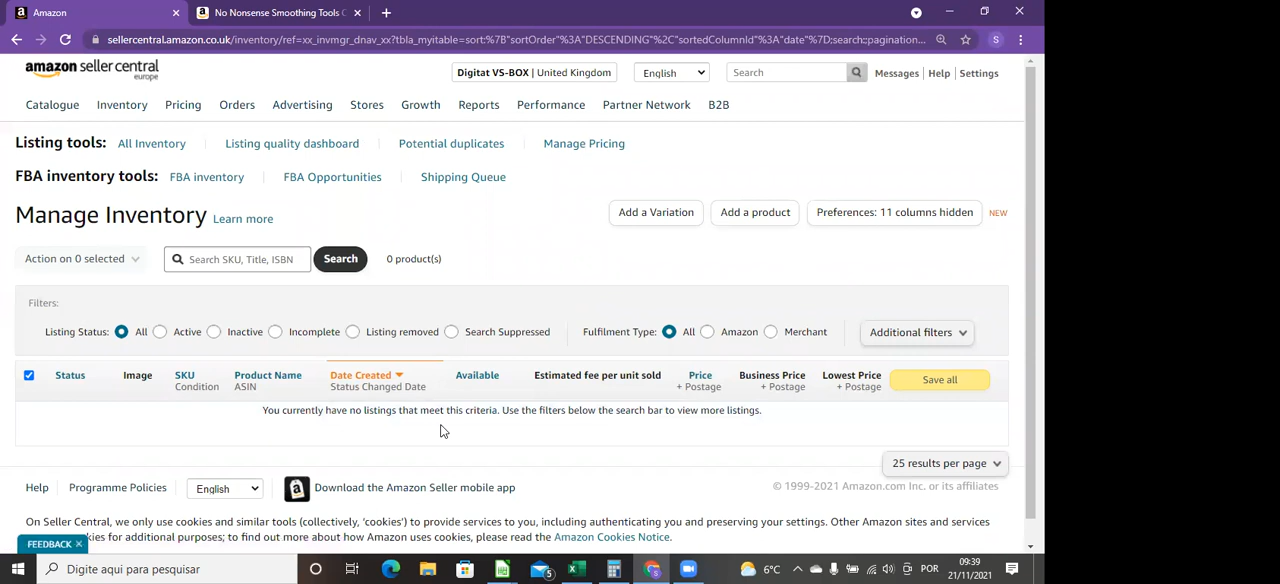 Amazon
No Nonsense Smoothing Tools
sellercentral.amazon.co.uk/inventory/ref=xx_invmgr_dnav_xx?tbla_myitable=sort:%7B"sortOrder"%3A"DESCENDING"%2C"sortedColumnId"%3A"date"%7D;search:;pagination...
S
amazon seller central
europe
Digitat VS-BOX | United Kingdom
English
Search
Messages | Help | Settings
Catalogue Inventory Pricing Orders Advertising Stores Growth Reports Performance Partner Network B2B
Listing tools: All Inventory Listing quality dashboard Potential duplicates Manage Pricing
FBA inventory tools: FBA inventory FBA Opportunities Shipping Queue
Manage Inventory Learn more Add a Variation Add a product Preferences: 11 columns hidden NEW
Action on 0 selected Search SKU, Title, ISBN Search 0 product(s)
Filters:
Listing Status: All Active Inactive Incomplete Listing removed Search Suppressed Fulfilment Type: All Amazon Merchant Additional filters
Status Image SKU Product Name Date Created Available Estimated fee per unit sold Price Business Price Lowest Price Save all
Condition ASIN Status Changed Date + Postage + Postage + Postage
You currently have no listings that meet this criteria. Use the filters below the search bar to view more listings.
25 results per page
Help Programme Policies English Download the Amazon Seller mobile app © 1999-2021 Amazon.com Inc. or its affiliates
On Seller Central, we only use cookies and similar tools (collectively, 'cookies') to provide services to you, including authenticating you and preserving your settings. Other Amazon sites and services
kies for additional purposes; to find out more about how Amazon uses cookies, please read the Amazon Cookies Notice.
FEEDBACK
Digite aqui para pesquisar
5
6°C
POR
09:39
21/11/2021